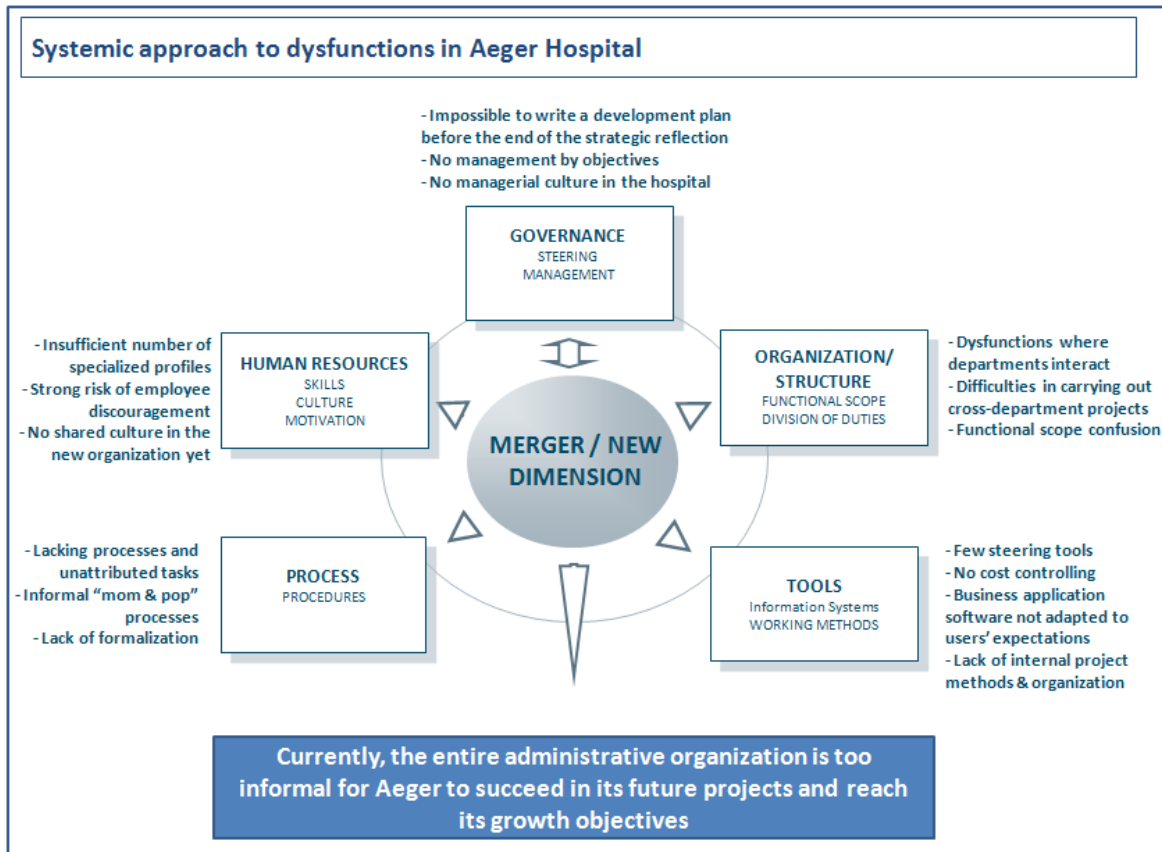 Systemic approach to dysfunctions in Aeger Hospital
- Impossible to write a development plan
before the end of the strategic reflection
- No management by objectives
- No managerial culture in the hospital
GOVERNANCE
STEERING
MANAGEMENT
- Insufficient number of
specialized profiles
- Strong risk of employee
discouragement
- No shared culture in the
new organization yet
HUMAN RESOURCES
SKILLS
CULTURE
MOTIVATION
ORGANIZATION/
STRUCTURE
FUNCTIONAL SCOPE
DIVISION OF DUTIES
- Dysfunctions where
departments interact
- Difficulties in carrying out
cross-department projects
- Functional scope confusion
MERGER / NEW
DIMENSION
- Lacking processes and
unattributed tasks
- Informal “mom & pop”
processes
- Lack of formalization
PROCESS
PROCEDURES
TOOLS
Information Systems
WORKING METHODS
- Few steering tools
- No cost controlling
- Business application
software not adapted to
users’ expectations
- Lack of internal project
methods & organization
Currently, the entire administrative organization is too
informal for Aeger to succeed in its future projects and reach
its growth objectives